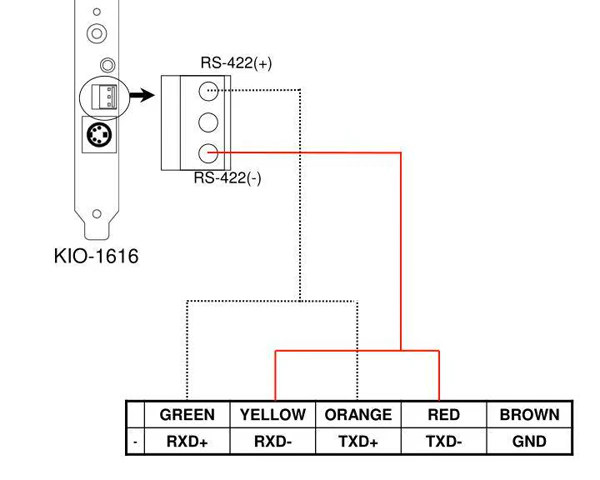 RS-422(+)
RS-422(-)
KIO-1616
GREEN YELLOW ORANGE RED BROWN
- RXD+ RXD- TXD+ TXD- GND